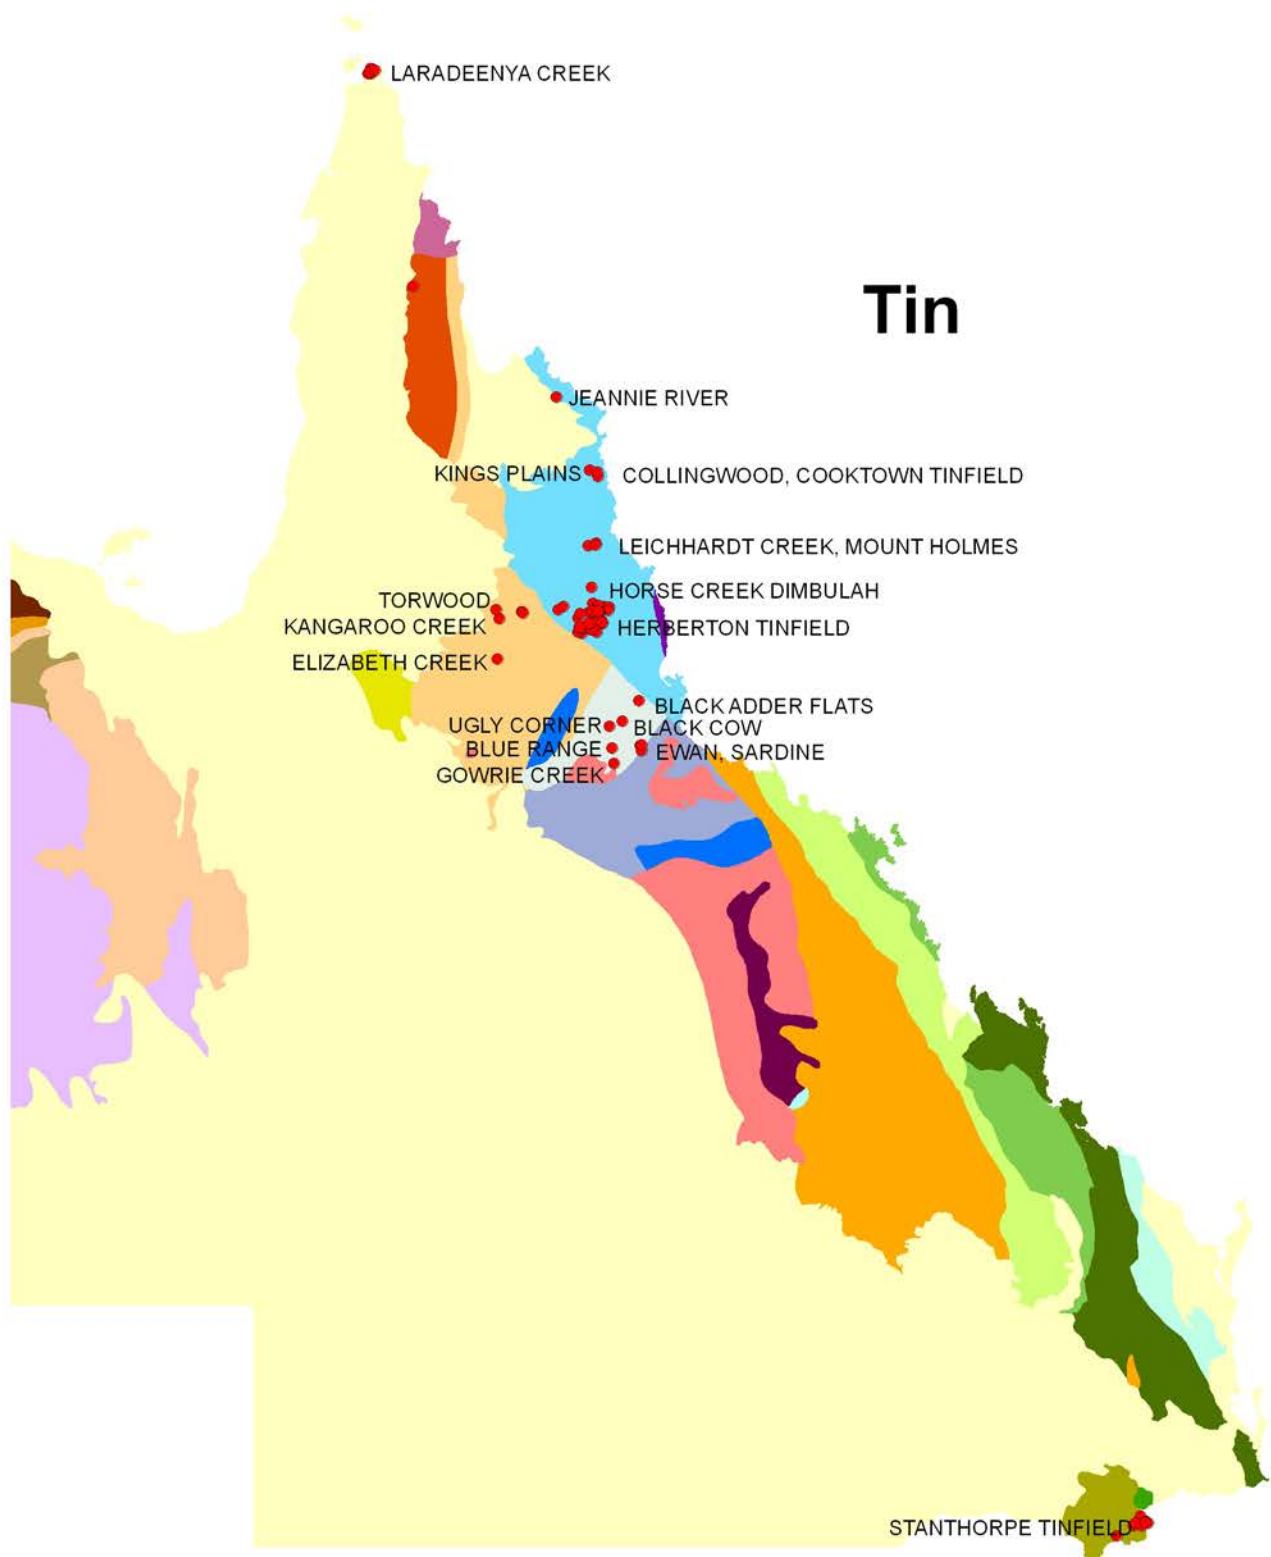 LARADEENYA CREEK
Tin
JEANNIE RIVER
KINGS PLAINS
COLLINGWOOD, COOKTOWN TINFIELD
LEICHHARDT CREEK, MOUNT HOLMES
HORSE CREEK DIMBULAH
TORWOOD
KANGAROO CREEK
HERBERTON TINFIELD
ELIZABETH CREEK
BLACK ADDER FLATS
UGLY CORNER
BLACK COW
BLUE RANGE
EWAN, SARDINE
GOWRIE CREEK
STANTHORPE TINFIELD